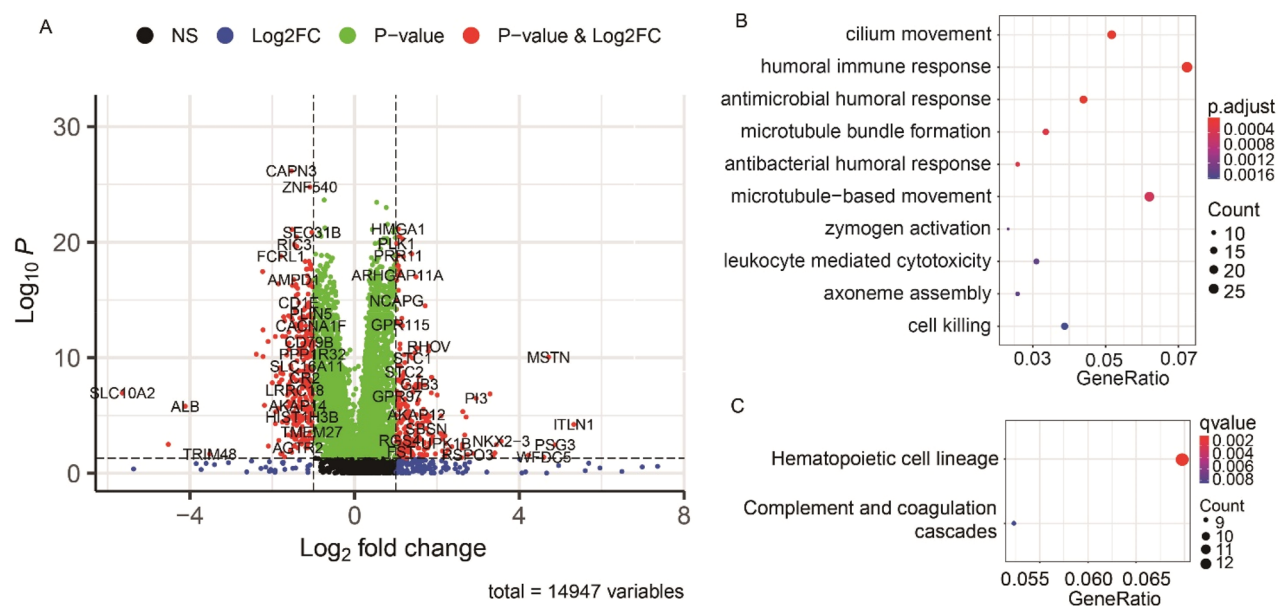 A
NS
Log2FC
P-value
P-value & Log2FC
Log10 P
30
20
10
0
CAPN3
ZNF540
SEC31B
HMGA1
RIC3
PLK1
FCRL1
PRR11
AMPD1
ARHGAP11A
CD1E
NCAPG
PLIN5
CACNA1F
GPR115
CD79B
RHOV
PPP1R32
STC1
MSTN
SLC16A11
STC2
CR2
GJB3
LRRC18
GPR97
PI3
SLC10A2
ALB
AKAP14
AKAP12
HIST1H3B
SPSN
ITLN1
TMEM27
RGS4
UPK1B
NKX2-3
PSG3
ACTR2
FST
RSPO3
WFDC5
TRIM48
−4
0
4
8
Log2 fold change
total = 14947 variables
B
cilium movement
humoral immune response
antimicrobial humoral response
microtubule bundle formation
antibacterial humoral response
microtubule-based movement
zymogen activation
leukocyte mediated cytotoxicity
axoneme assembly
cell killing
0.03
0.05
0.07
GeneRatio
p.adjust
0.0004
0.0008
0.0012
0.0016
Count
10
15
20
25
C
Hematopoietic cell lineage
Complement and coagulation
cascades
0.055
0.060
0.065
GeneRatio
qvalue
0.002
0.004
0.006
0.008
Count
9
10
11
12